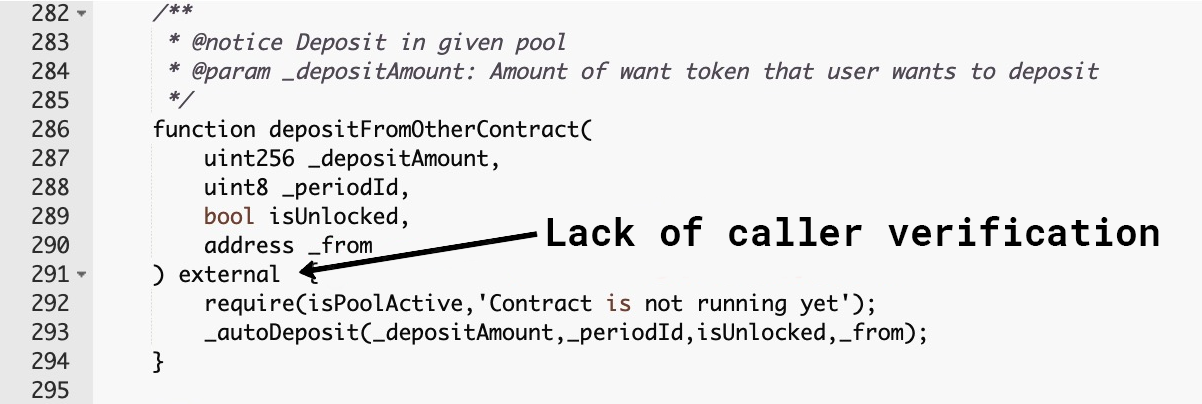 282 /**
283 * @notice Deposit in given pool
284 * @param _depositAmount: Amount of want token that user wants to deposit
285 */
286 function depositFromOtherContract(
287 uint256 _depositAmount,
288 uint8 _periodId,
289 bool isUnlocked,
290 address _from
Lack of caller verification
291 ) external {
292 require(isPoolActive,'Contract is not running yet');
293 _autoDeposit(_depositAmount,_periodId,isUnlocked,_from);
294 }
295